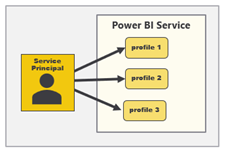 Power BI Service
Service
Principal
profile 1
profile 2
profile 3